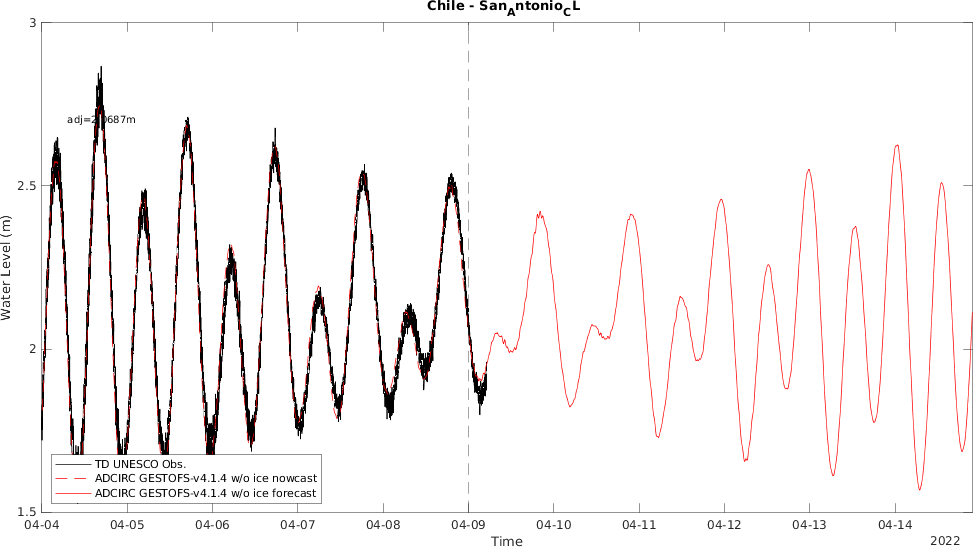 Chile - SanAntonioCL
3
2.5
2
1.5
Water Level (m)
adj=2.0687m
TD UNESCO Obs.
ADCIRC GESTOFS-v4.1.4 w/o ice nowcast
ADCIRC GESTOFS-v4.1.4 w/o ice forecast
04-04 04-05 04-06 04-07 04-08 04-09 04-10 04-11 04-12 04-13 04-14
Time
2022